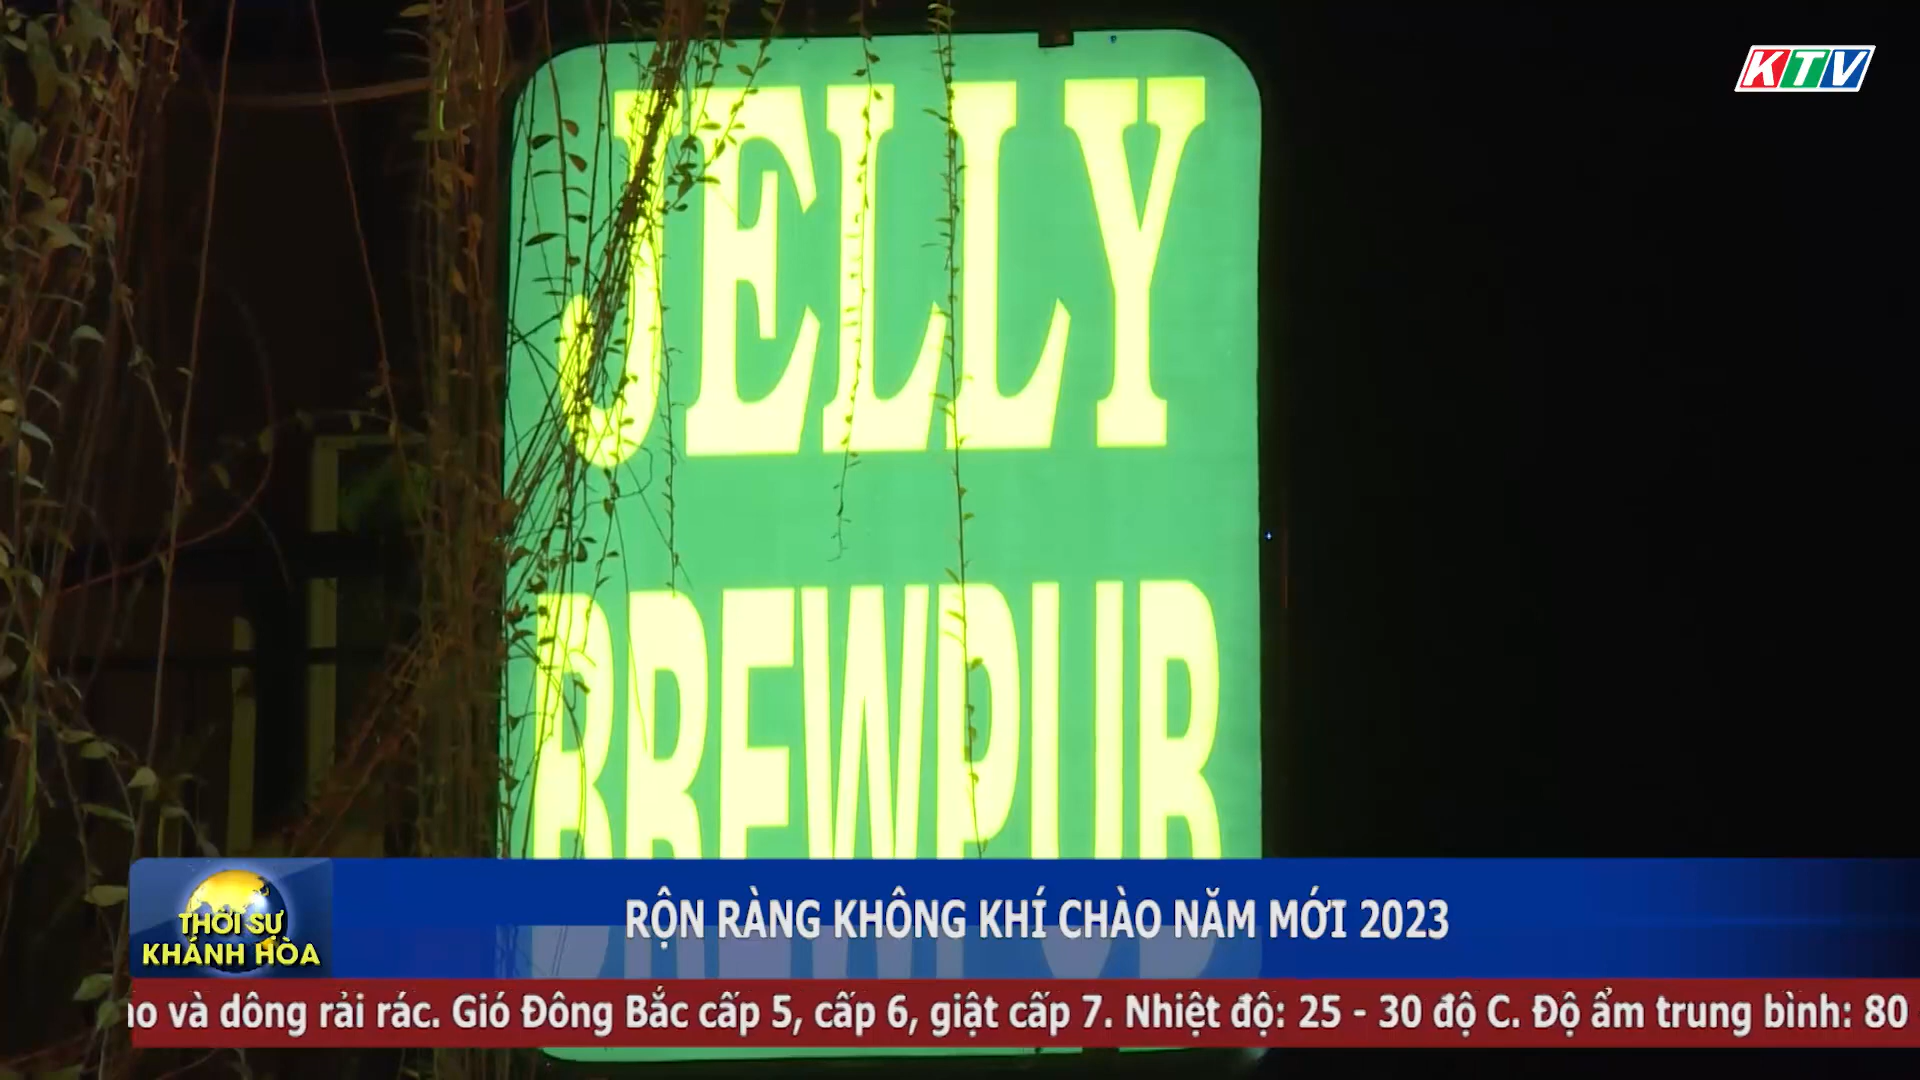 KTV
JELLY
BREWPUB
THỜI SỰ
KHÁNH HÒA
RỘN RÀNG KHÔNG KHÍ CHÀO NĂM MỚI 2023
và dông rải rác. Gió Đông Bắc cấp 5, cấp 6, giật cấp 7. Nhiệt độ: 25 - 30 độ C. Độ ẩm trung bình: 80